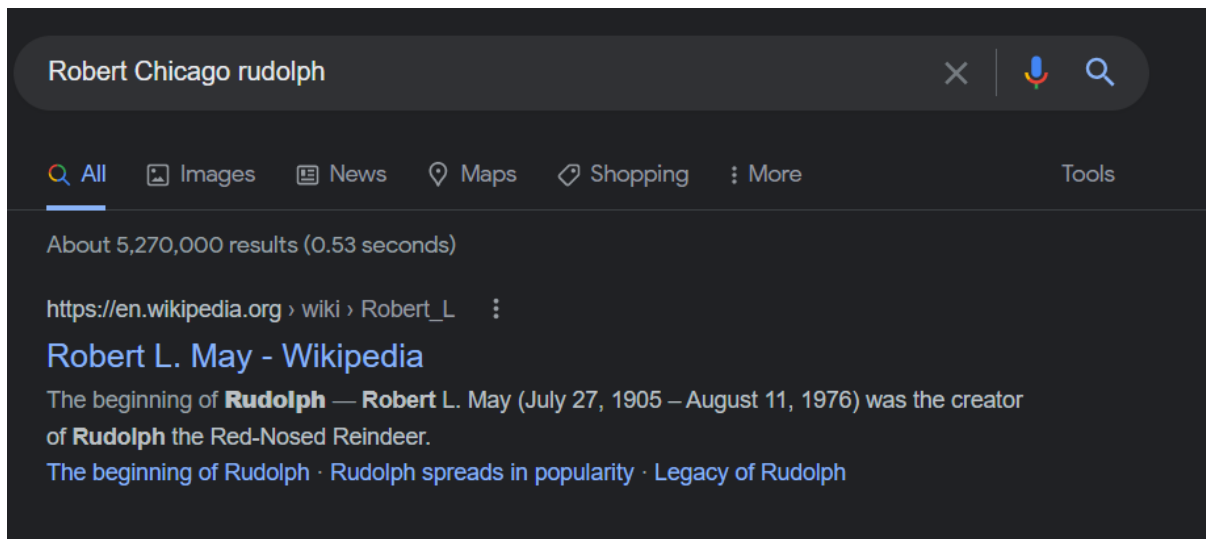 Robert Chicago rudolph
All Images News Maps Shopping More Tools
About 5,270,000 results (0.53 seconds)
https://en.wikipedia.org › wiki › Robert_L
Robert L. May - Wikipedia
The beginning of Rudolph — Robert L. May (July 27, 1905 – August 11, 1976) was the creator
of Rudolph the Red-Nosed Reindeer.
The beginning of Rudolph · Rudolph spreads in popularity · Legacy of Rudolph